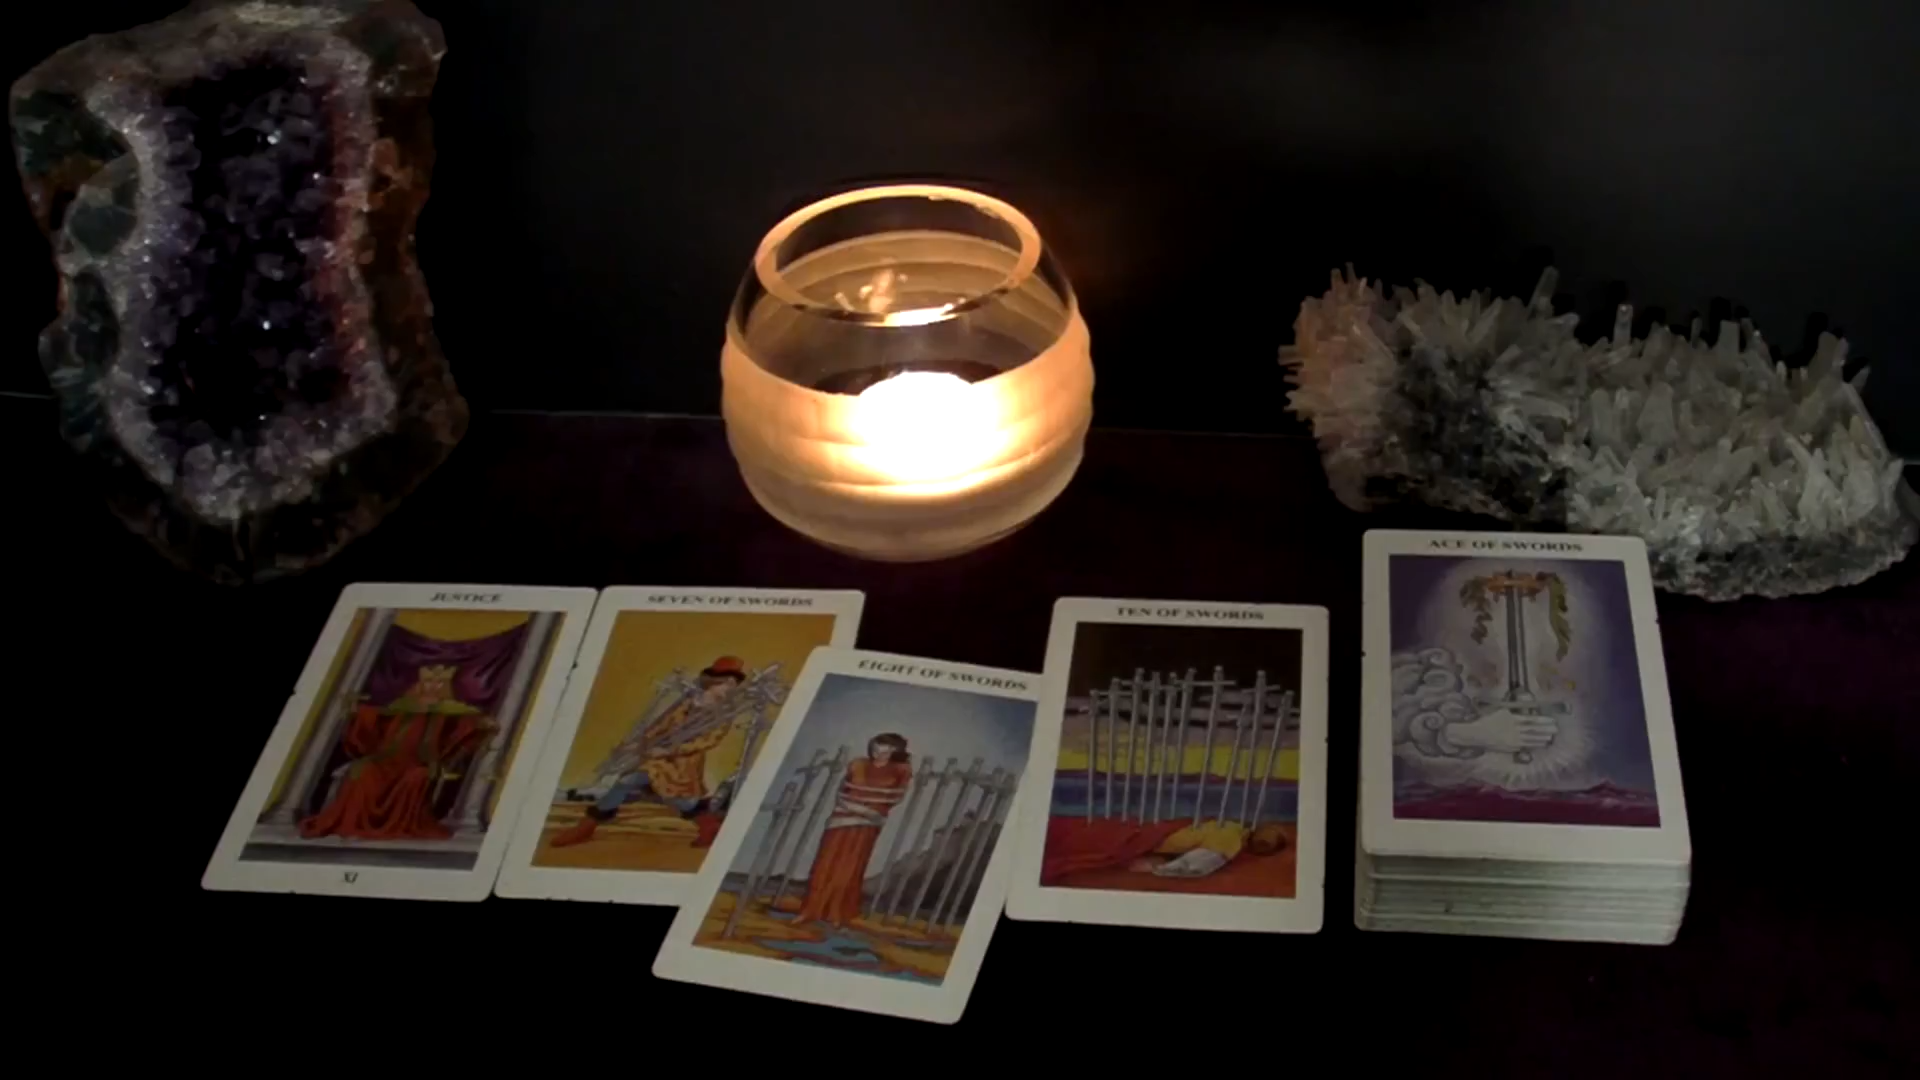 JUSTICE
XI
SEVEN OF SWORDS
EIGHT OF SWORDS
TEN OF SWORDS
ACE OF SWORDS